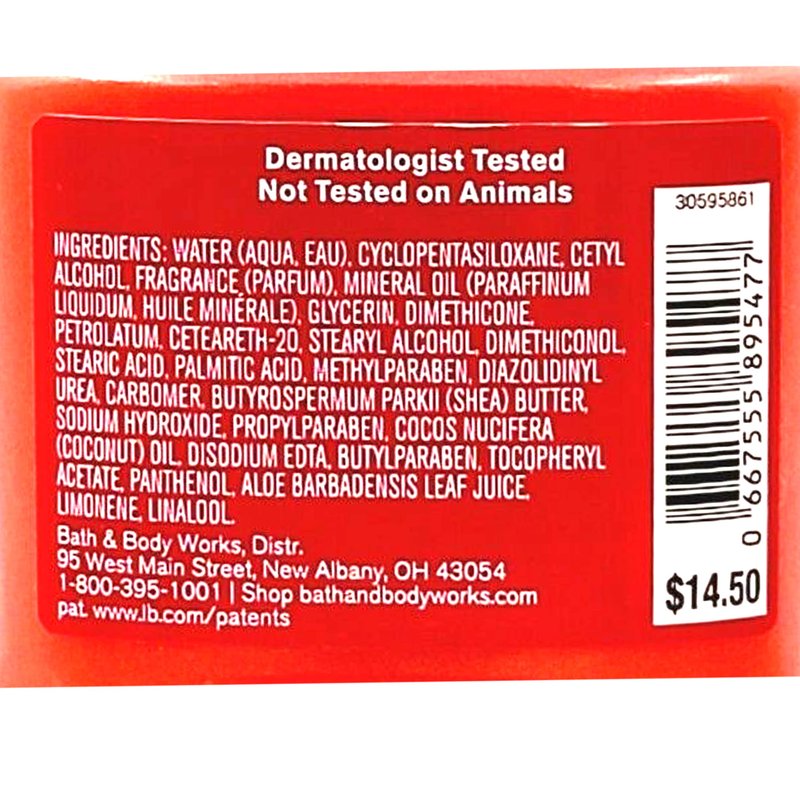 Dermatologist Tested
Not Tested on Animals
INGREDIENTS: WATER (AQUA, EAU), CYCLOPENTASILOXANE, CETYL
ALCOHOL, FRAGRANCE (PARFUM), MINERAL OIL (PARAFFINUM
LIQUIDUM, HUILE MINÉRALE), GLYCERIN, DIMETHICONE,
PETROLATUM, CETEARETH-20, STEARYL ALCOHOL, DIMETHICONOL,
STEARIC ACID, PALMITIC ACID, METHYLPARABEN, DIAZOLIDINYL
UREA, CARBOMER, BUTYROSPERMUM PARKII (SHEA) BUTTER,
SODIUM HYDROXIDE, PROPYLPARABEN, COCOS NUCIFERA
(COCONUT) OIL, DISODIUM EDTA, BUTYLPARABEN, TOCOPHERYL
ACETATE, PANTHENOL, ALOE BARBADENSIS LEAF JUICE,
LIMONENE, LINALOOL.
Bath & Body Works, Distr.
95 West Main Street, New Albany, OH 43054
1-800-395-1001 | Shop bathandbodyworks.com
pat. www.lb.com/patents
30595861
0 667555 895477
$14.50